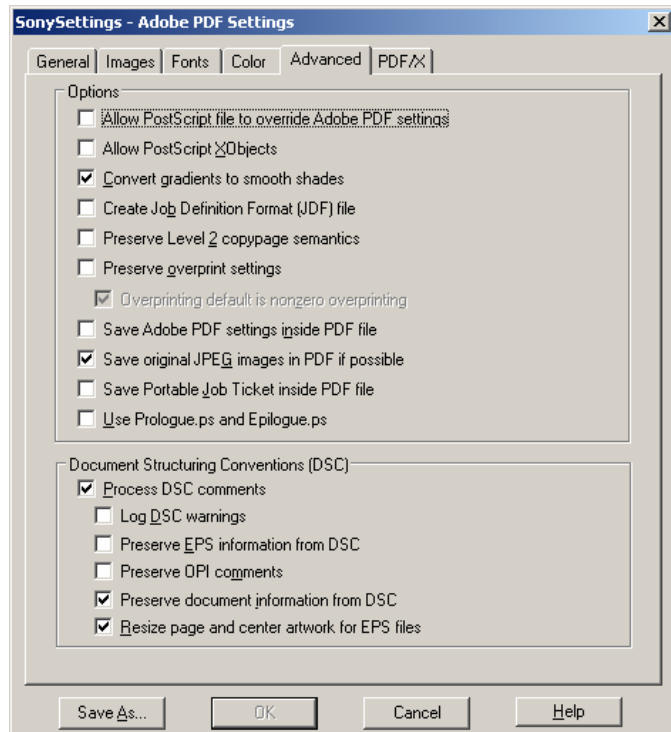 SonySettings - Adobe PDF Settings
General Images Fonts Color Advanced PDF/X
Options
Allow PostScript file to override Adobe PDF settings
Allow PostScript XObjects
Convert gradients to smooth shades
Create Job Definition Format (JDF) file
Preserve Level 2 copypage semantics
Preserve overprint settings
Overprinting default is nonzero overprinting
Save Adobe PDF settings inside PDF file
Save original JPEG images in PDF if possible
Save Portable Job Ticket inside PDF file
Use Prologue.ps and Epilogue.ps
Document Structuring Conventions (DSC)
Process DSC comments
Log DSC warnings
Preserve EPS information from DSC
Preserve OPI comments
Preserve document information from DSC
Resize page and center artwork for EPS files
Save As... OK Cancel Help